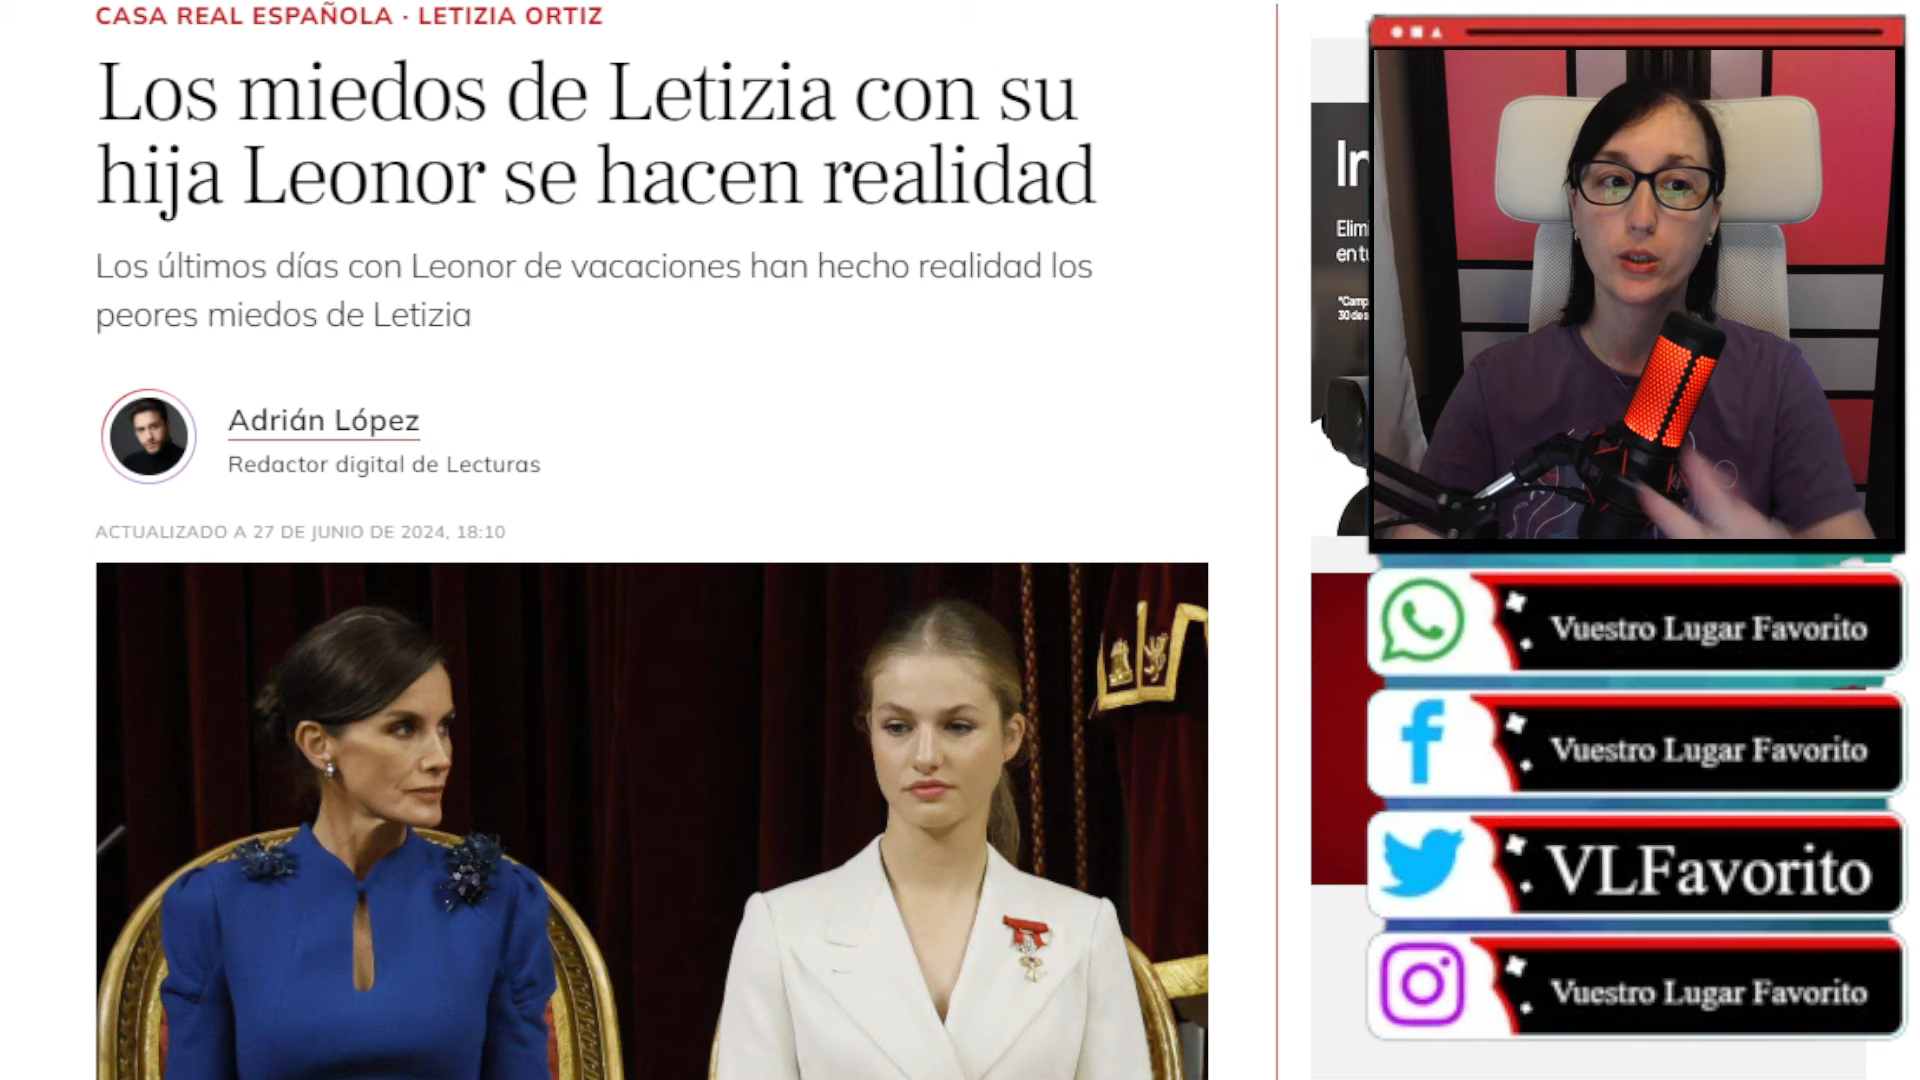 CASA REAL ESPAÑOLA · LETIZIA ORTIZ
Los miedos de Letizia con su
hija Leonor se hacen realidad
Los últimos días con Leonor de vacaciones han hecho realidad los
peores miedos de Letizia
Adrián López
Redactor digital de Lecturas
ACTUALIZADO A 27 DE JUNIO DE 2024, 18:10
Vuestro Lugar Favorito
Vuestro Lugar Favorito
VLFavorito
Vuestro Lugar Favorito